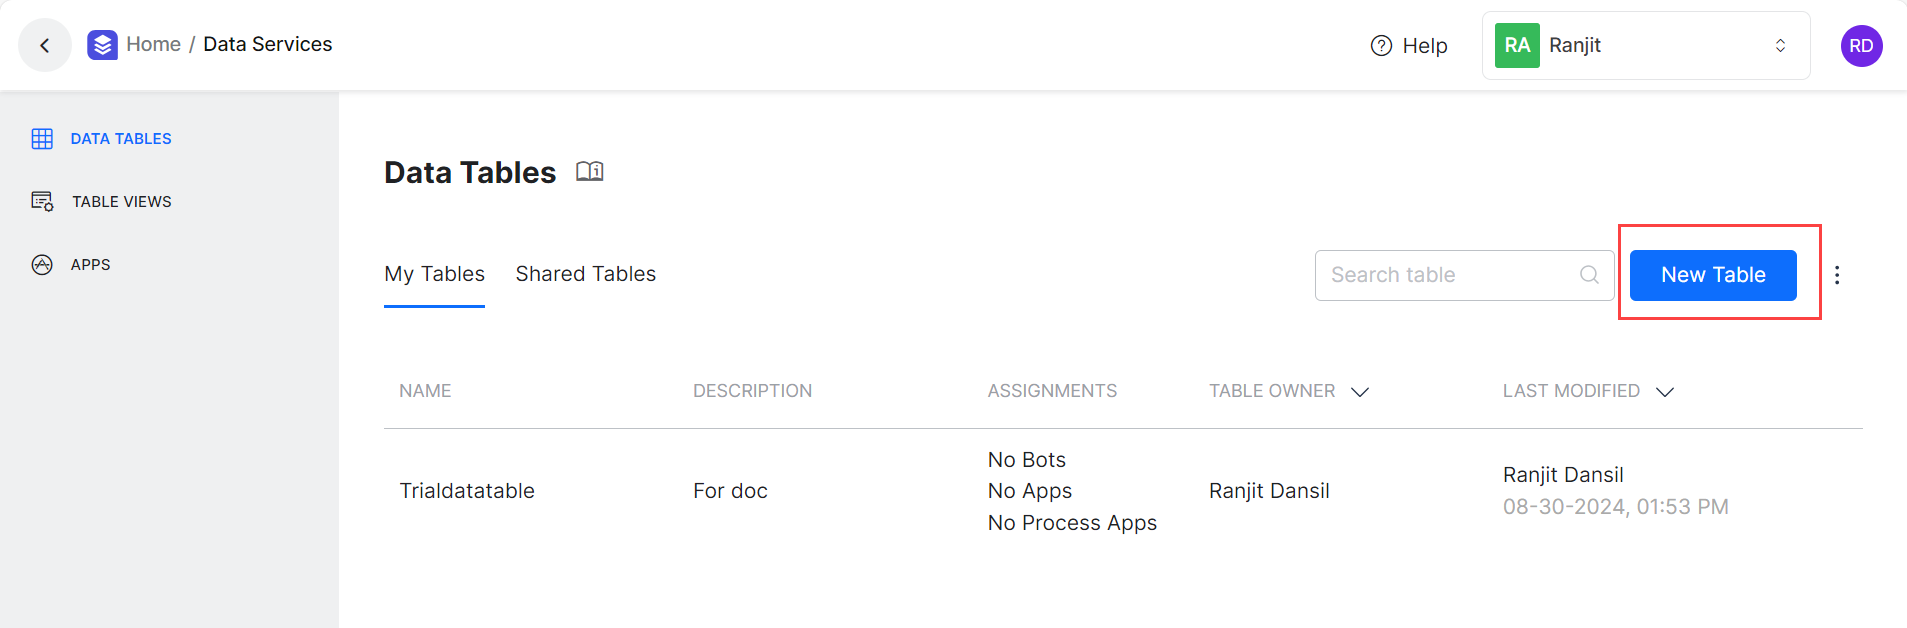 Home / Data Services
Help
RA Ranjit
RD
DATA TABLES
TABLE VIEWS
APPS
Data Tables
My Tables Shared Tables
Search table
New Table
NAME DESCRIPTION ASSIGNMENTS TABLE OWNER LAST MODIFIED
Trialdatatable
For doc
No Bots
No Apps
No Process Apps
Ranjit Dansil
Ranjit Dansil
08-30-2024, 01:53 PM